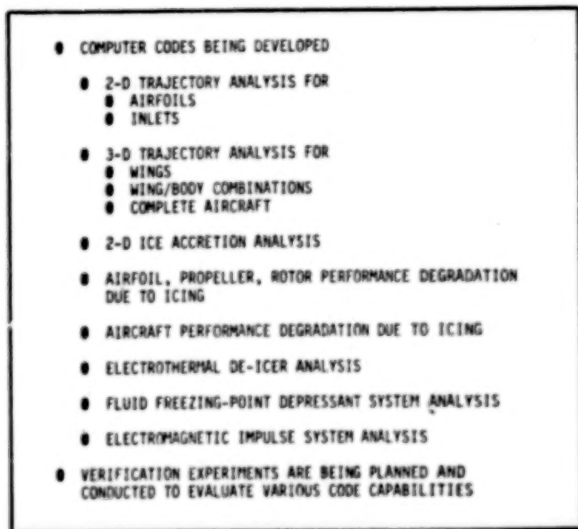 ● COMPUTER CODES BEING DEVELOPED
● 2-D TRAJECTORY ANALYSIS FOR
● AIRFOILS
● INLETS
● 3-D TRAJECTORY ANALYSIS FOR
● WINGS
● WING/BODY COMBINATIONS
● COMPLETE AIRCRAFT
● 2-D ICE ACCRETION ANALYSIS
● AIRFOIL, PROPELLER, ROTOR PERFORMANCE DEGRADATION
DUE TO ICING
● AIRCRAFT PERFORMANCE DEGRADATION DUE TO ICING
● ELECTROTHERMAL DE-ICER ANALYSIS
● FLUID FREEZING-POINT DEPRESSANT SYSTEM ANALYSIS
● ELECTROMAGNETIC IMPULSE SYSTEM ANALYSIS
● VERIFICATION EXPERIMENTS ARE BEING PLANNED AND
CONDUCTED TO EVALUATE VARIOUS CODE CAPABILITIES